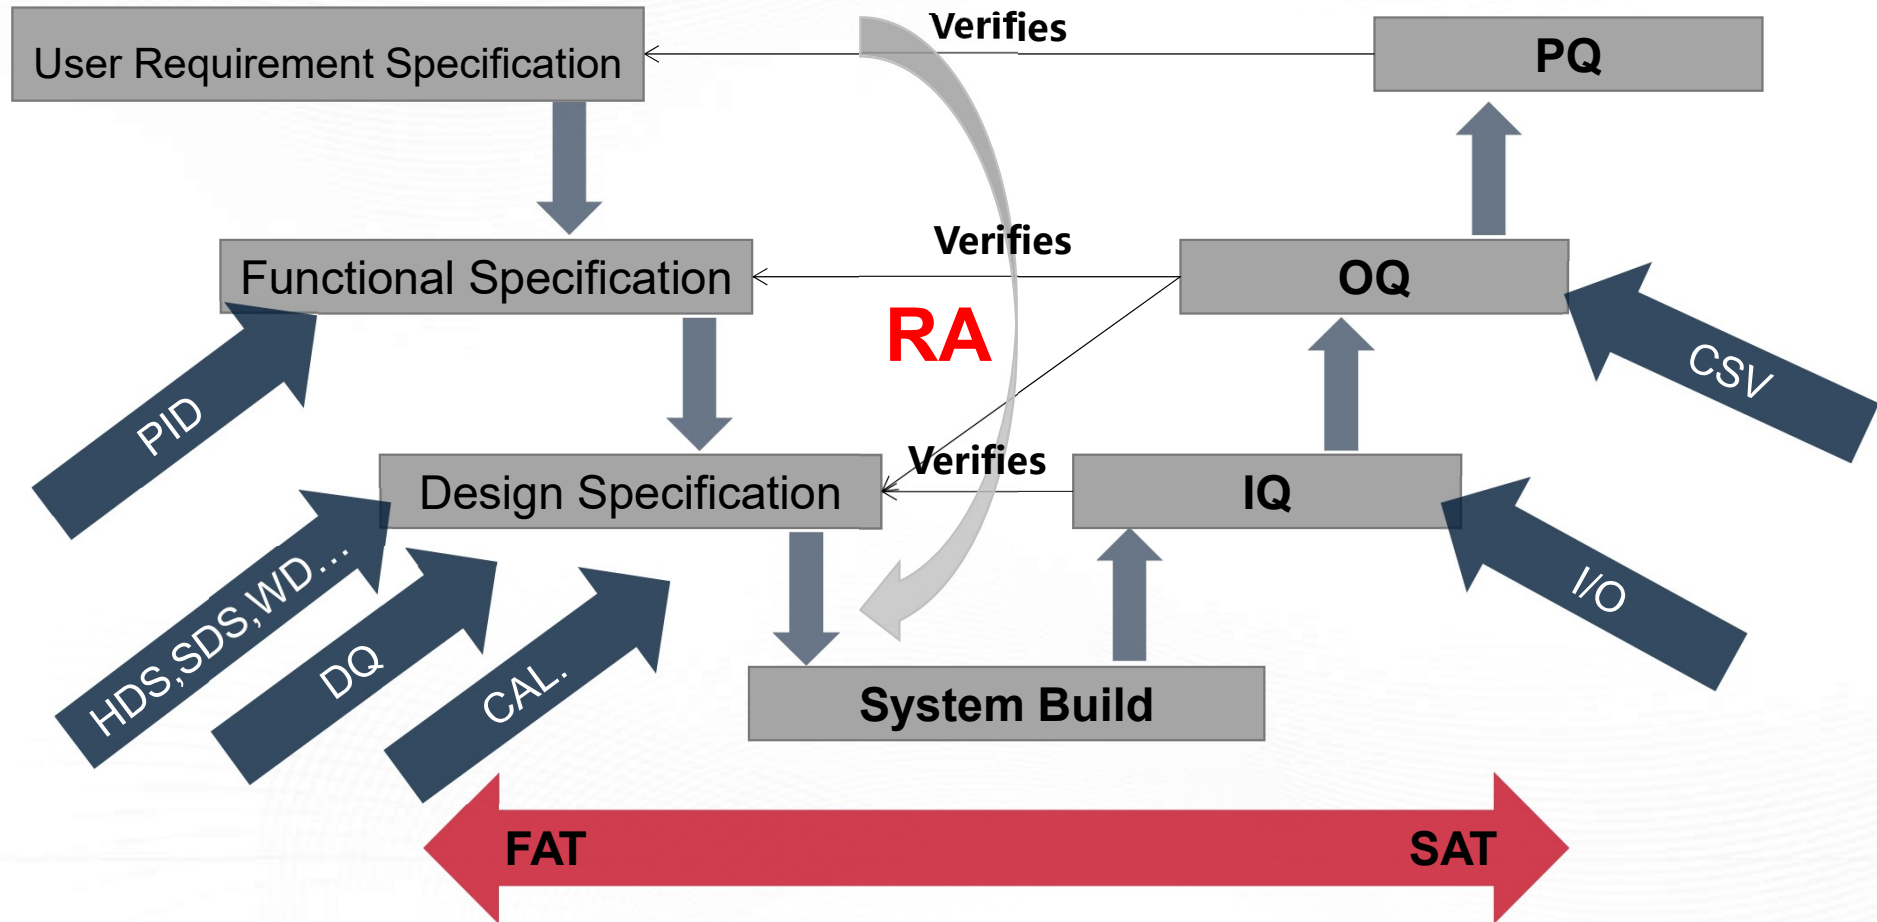 Verifies
User Requirement Specification
PQ
Verifies
Functional Specification
OQ
RA
PID
CSV
Verifies
Design Specification
IQ
HDS,SDS,WD...
DQ
CAL.
I/O
System Build
FAT
SAT